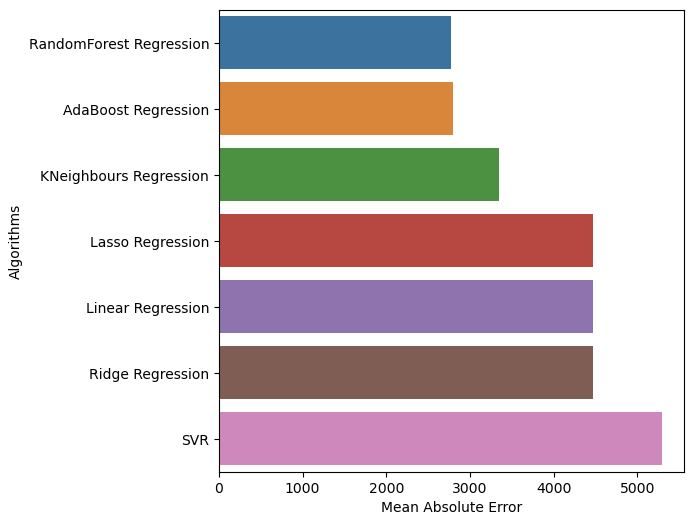 RandomForest Regression
AdaBoost Regression
KNeighbours Regression
Lasso Regression
Linear Regression
Ridge Regression
SVR
Algorithms
0 1000 2000 3000 4000 5000
Mean Absolute Error